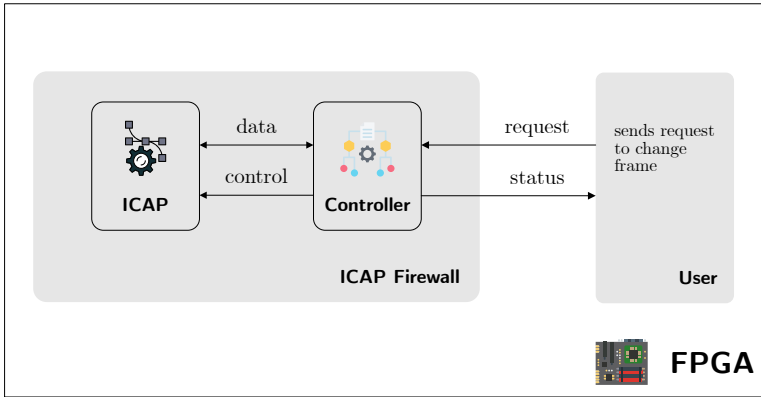 data
request
sends request
to change
frame
control
status
ICAP
Controller
ICAP Firewall
User
FPGA